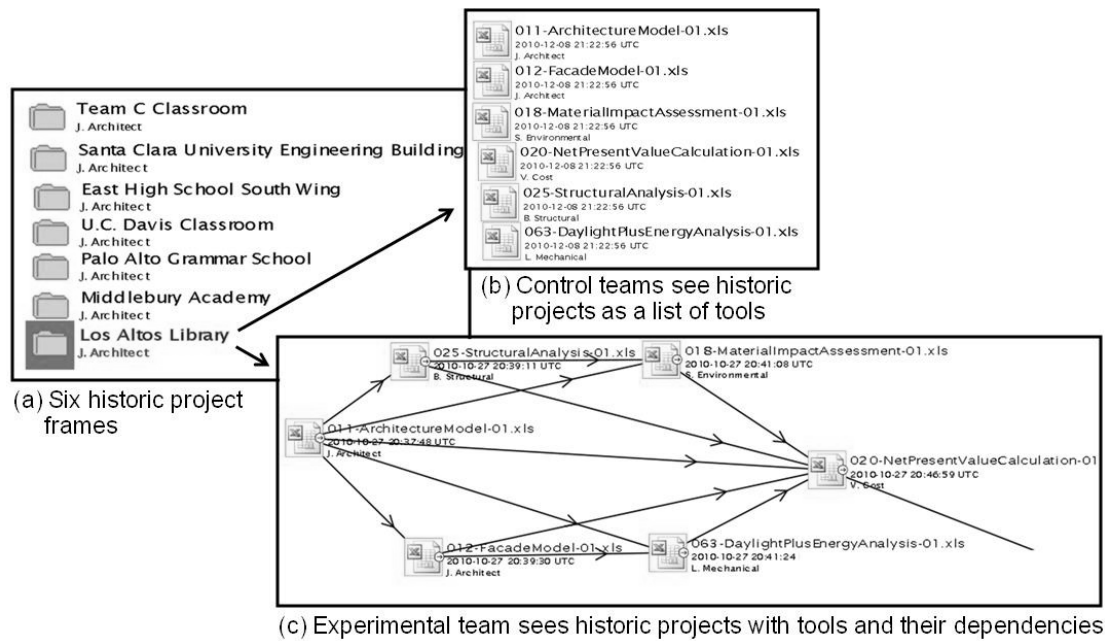 Team C Classroom
J. Architect
Santa Clara University Engineering Building
J. Architect
East High School South Wing
J. Architect
U.C. Davis Classroom
J. Architect
Palo Alto Grammar School
J. Architect
Middlebury Academy
J. Architect
Los Altos Library
J. Architect
(a) Six historic project
frames
011-ArchitectureModel-01.xls
2010-12-08 21:22:56 UTC
J. Architect
012-FacadeModel-01.xls
2010-12-08 21:22:56 UTC
J. Architect
018-MaterialImpactAssessment-01.xls
2010-12-08 21:22:56 UTC
S. Environmental
020-NetPresentValueCalculation-01.xls
2010-12-08 21:22:56 UTC
V. Cost
025-StructuralAnalysis-01.xls
2010-12-08 21:22:56 UTC
B. Structural
063-DaylightPlusEnergyAnalysis-01.xls
2010-12-08 21:22:56 UTC
L. Mechanical
(b) Control teams see historic
projects as a list of tools
025-StructuralAnalysis-01.xls
2010-10-27 20:39:11 UTC
B. Structural
018-MaterialImpactAssessment-01.xls
2010-10-27 20:41:08 UTC
S. Environmental
011-ArchitectureModel-01.xls
2010-10-27 20:37:48 UTC
J. Architect
020-NetPresentValueCalculation-01
2010-10-27 20:46:59 UTC
V. Cost
012-FacadeModel-01.xls
2010-10-27 20:39:30 UTC
J. Architect
063-DaylightPlusEnergyAnalysis-01.xls
2010-10-27 20:41:24
L. Mechanical
(c) Experimental team sees historic projects with tools and their dependencies